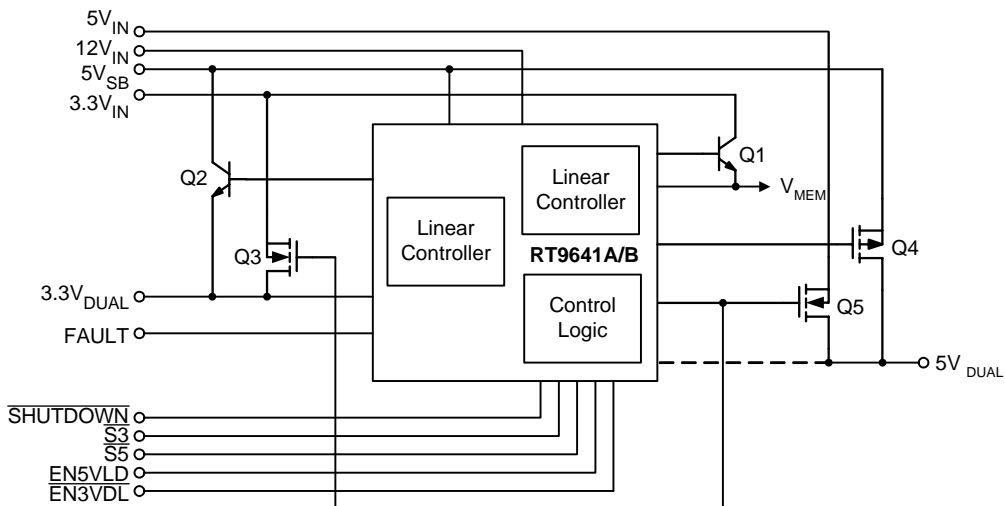 5V_IN
12V_IN
5V_SB
3.3V_IN
Q2
Q3
3.3V_DUAL
FAULT
Linear
Controller
Linear
Controller
RT9641A/B
Control
Logic
Q1
V_MEM
Q4
Q5
5V_DUAL
SHUTDOWN
S3
S5
EN5VLD
EN3VDL